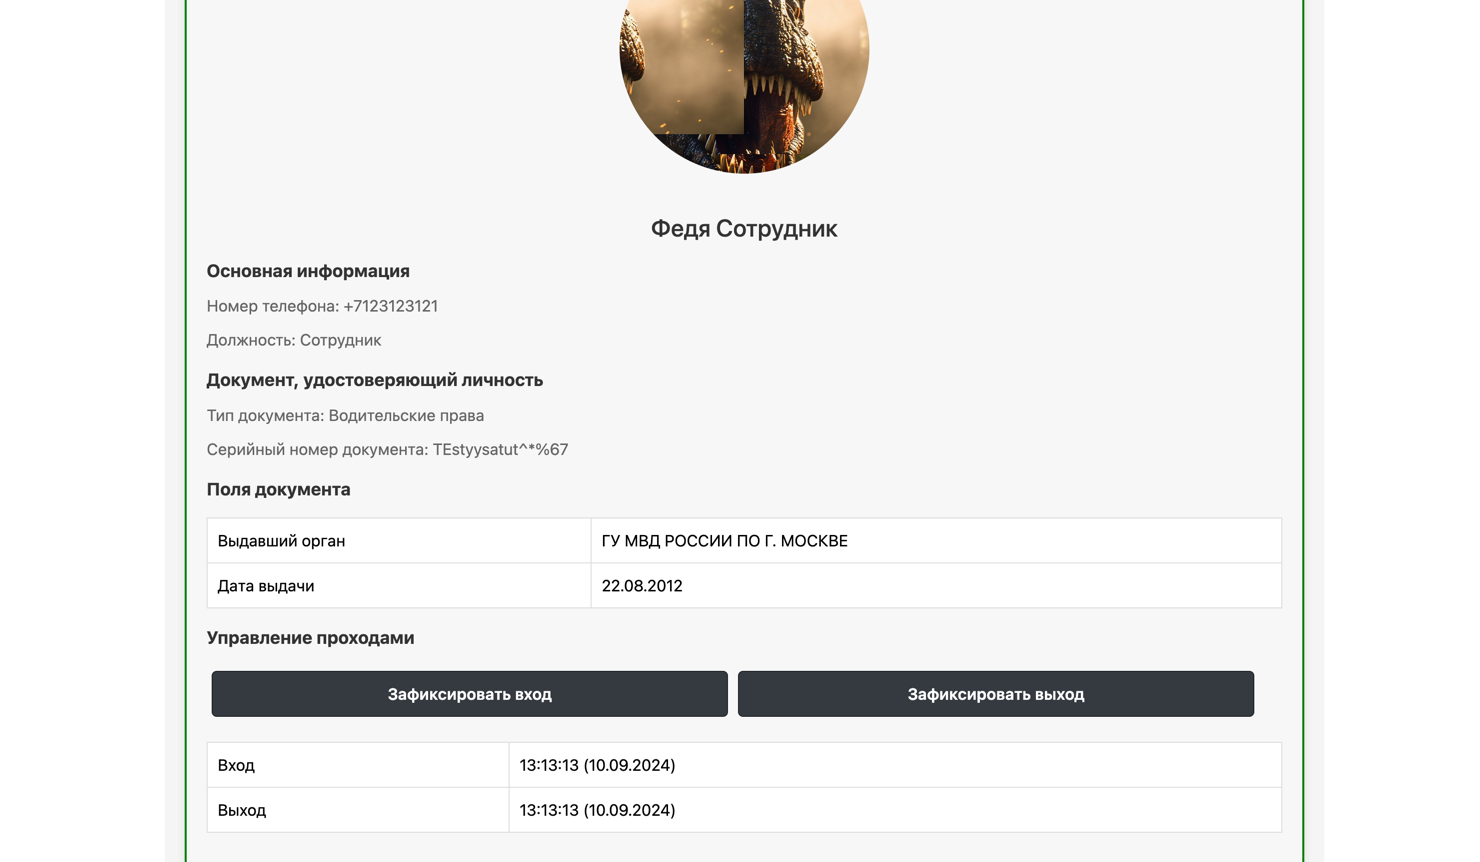 Федя Сотрудник
Основная информация
Номер телефона: +7123123121
Должность: Сотрудник
Документ, удостоверяющий личность
Тип документа: Водительские права
Серийный номер документа: TEstyysatut^*%67
Поля документа
Выдавший орган ГУ МВД РОССИИ ПО Г. МОСКВЕ
Дата выдачи 22.08.2012
Управление проходами
Зафиксировать вход Зафиксировать выход
Вход 13:13:13 (10.09.2024)
Выход 13:13:13 (10.09.2024)